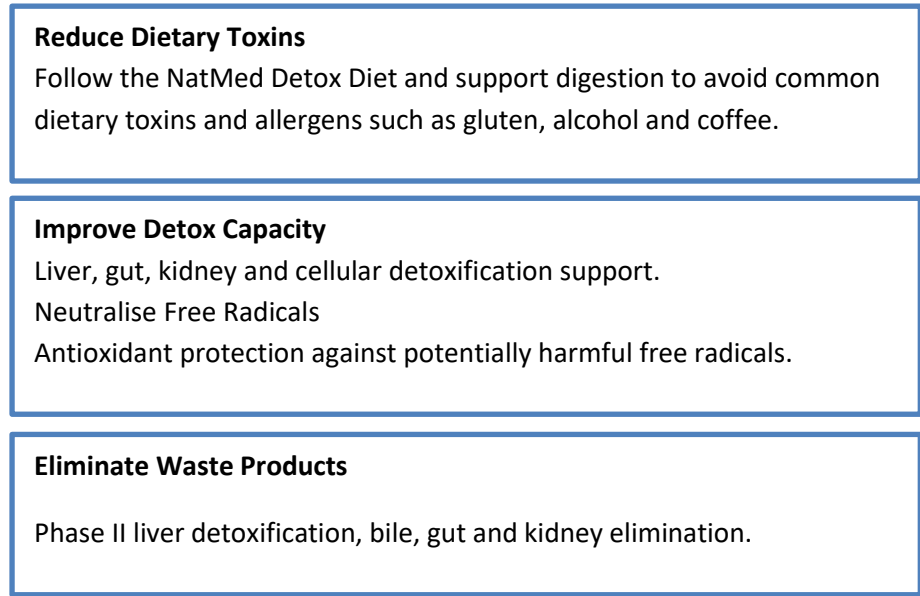 Reduce Dietary Toxins
Follow the NatMed Detox Diet and support digestion to avoid common
dietary toxins and allergens such as gluten, alcohol and coffee.
Improve Detox Capacity
Liver, gut, kidney and cellular detoxification support.
Neutralise Free Radicals
Antioxidant protection against potentially harmful free radicals.
Eliminate Waste Products
Phase II liver detoxification, bile, gut and kidney elimination.